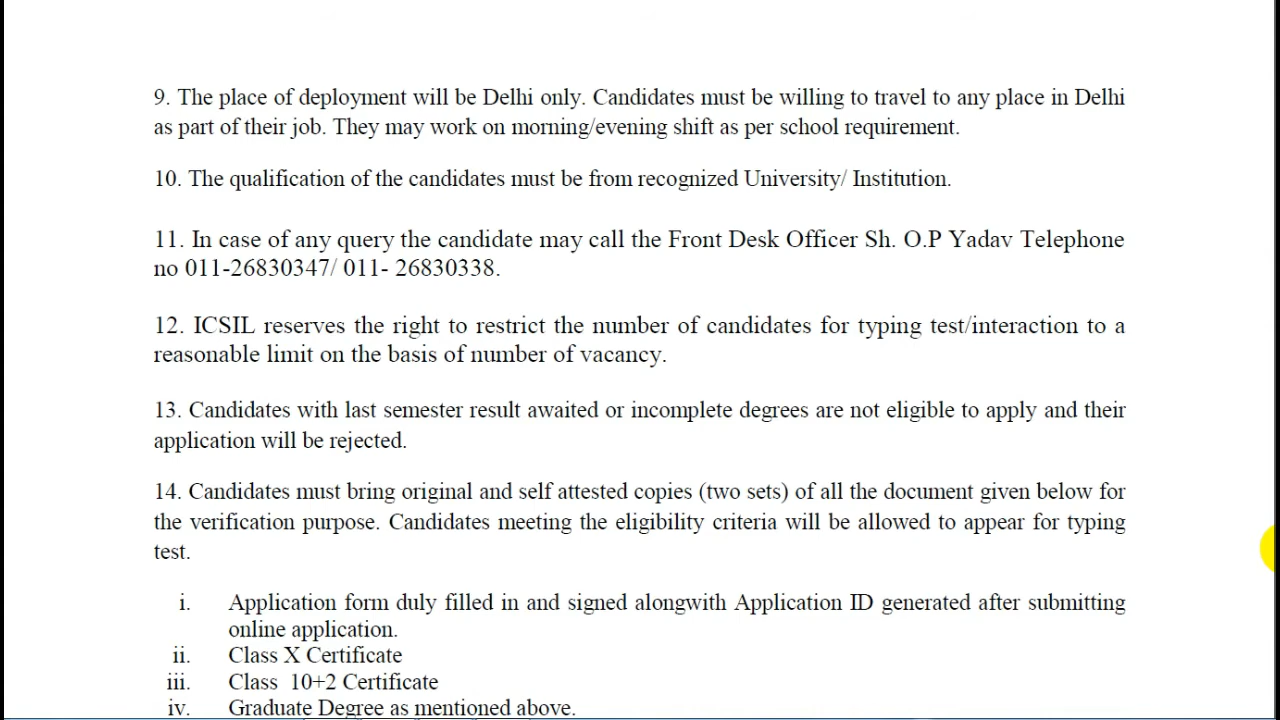 9. The place of deployment will be Delhi only. Candidates must be willing to travel to any place in Delhi
as part of their job. They may work on morning/evening shift as per school requirement.
10. The qualification of the candidates must be from recognized University/ Institution.
11. In case of any query the candidate may call the Front Desk Officer Sh. O.P Yadav Telephone
no 011-26830347/ 011- 26830338.
12. ICSIL reserves the right to restrict the number of candidates for typing test/interaction to a
reasonable limit on the basis of number of vacancy.
13. Candidates with last semester result awaited or incomplete degrees are not eligible to apply and their
application will be rejected.
14. Candidates must bring original and self attested copies (two sets) of all the document given below for
the verification purpose. Candidates meeting the eligibility criteria will be allowed to appear for typing
test.
i. Application form duly filled in and signed alongwith Application ID generated after submitting
online application.
ii. Class X Certificate
iii. Class 10+2 Certificate
iv. Graduate Degree as mentioned above.